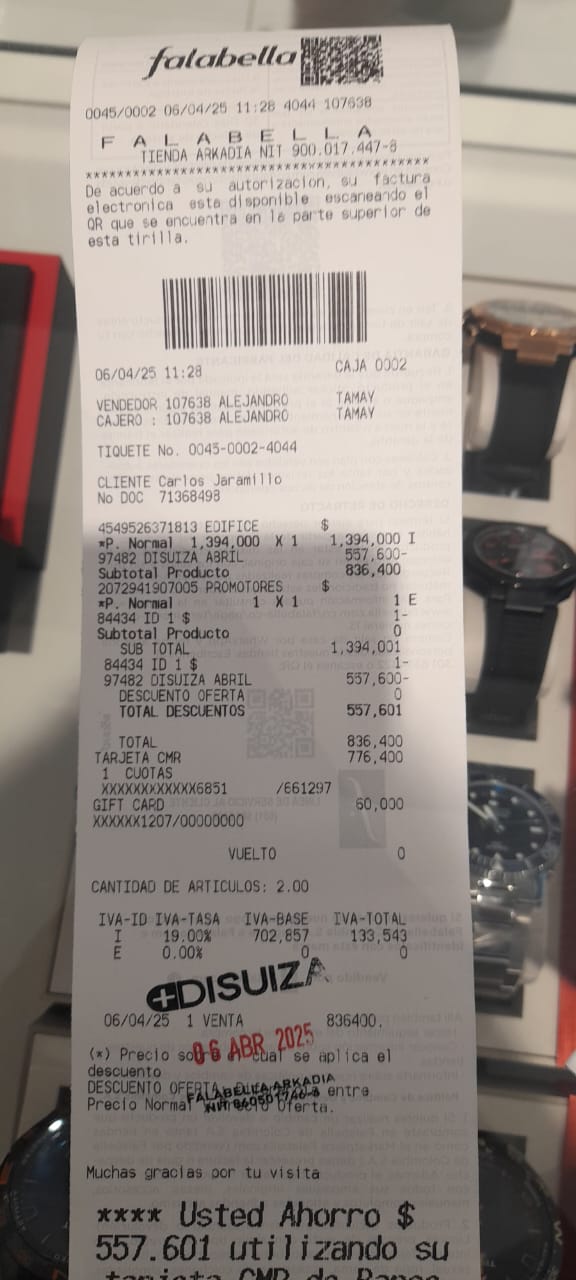 falabella
0045/0002 06/04/25 11:28 4044 107638
F A L A B E L L A
TIENDA ARKADIA NIT 900.017.447-8
****************************************
De acuerdo a su autorizacion, su factura
electronica esta disponible escaneando el
QR que se encuentra en la parte superior de
esta tirilla.
06/04/25 11:28 CAJA 0002
VENDEDOR 107638 ALEJANDRO TAMAY
CAJERO : 107638 ALEJANDRO TAMAY
TIQUETE No. 0045-0002-4044
CLIENTE Carlos Jaramillo
No DOC 71368498
4549526371813 EDIFICE $
*P. Normal 1,394,000 X 1 1,394,000 I
97482 DISUIZA ABRIL 557,600-
Subtotal Producto 836,400
2072941907005 PROMOTORES $
*P. Normal 1 X 1 1 E
84434 ID 1 $ 1-
Subtotal Producto 0
SUB TOTAL 1,394,001
84434 ID 1 $ 1-
97482 DISUIZA ABRIL 557,600-
DESCUENTO OFERTA 0
TOTAL DESCUENTOS 557,601
TOTAL 836,400
TARJETA CMR 776,400
1 CUOTAS
XXXXXXXXXXXX6851 /661297
GIFT CARD 60,000
XXXXXX1207/00000000
VUELTO 0
CANTIDAD DE ARTICULOS: 2.00
IVA-ID IVA-TASA IVA-BASE IVA-TOTAL
I 19.00% 702,857 133,543
E 0.00% 0 0
DISUIZA
06/04/25 1 VENTA 836400.
06 ABR 2025
(*) Precio sobre el cual se aplica el
descuento
DESCUENTO OFERTA entre
FALABELLA ARKADIA
Precio Normal Oferta.
Muchas gracias por tu visita
**** Usted Ahorro $
557.601 utilizando su
tarjeta CMR de Banco